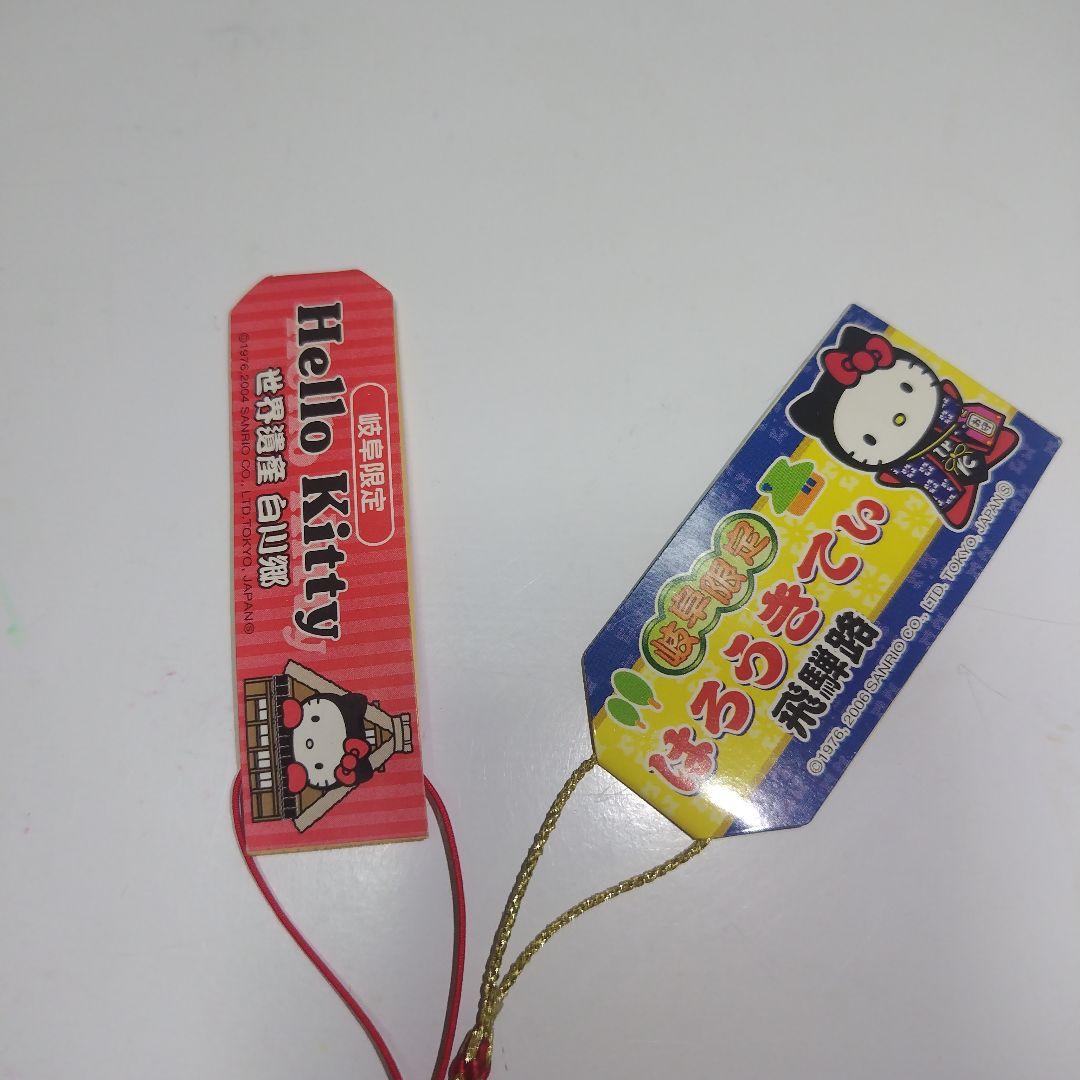 岐阜限定
Hello Kitty
世界遺産 白川郷
©1976,2004 SANRIO CO.,LTD.TOKYO, JAPANⓈ
岐阜限定
はろうきてぃ
飛騨路
©1976, 2006 SANRIO CO., LTD. TOKYO, JAPANⓈ